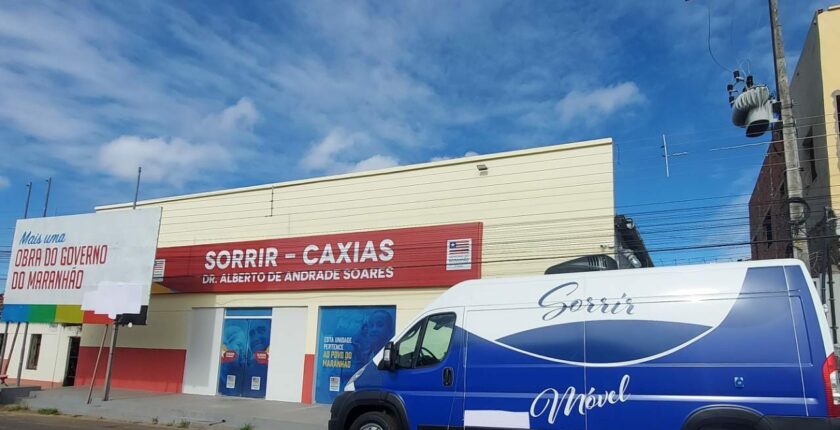 Mais uma
OBRA DO GOVERNO
DO MARANHÃO
SORRIR - CAXIAS
DR. ALBERTO DE ANDRADE SOARES
ESTA UNIDADE
PERTENCE
AO POVO DO
MARANHÃO
Sorrir
Móvel